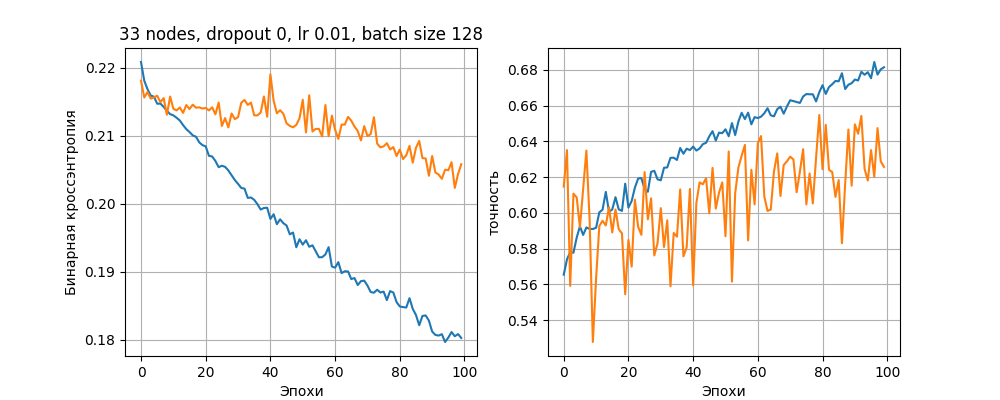 33 nodes, dropout 0, lr 0.01, batch size 128
Бинарная кроссэнтропия
0.22
0.21
0.20
0.19
0.18
0 20 40 60 80 100
Эпохи
точность
0.68
0.66
0.64
0.62
0.60
0.58
0.56
0.54
0 20 40 60 80 100
Эпохи